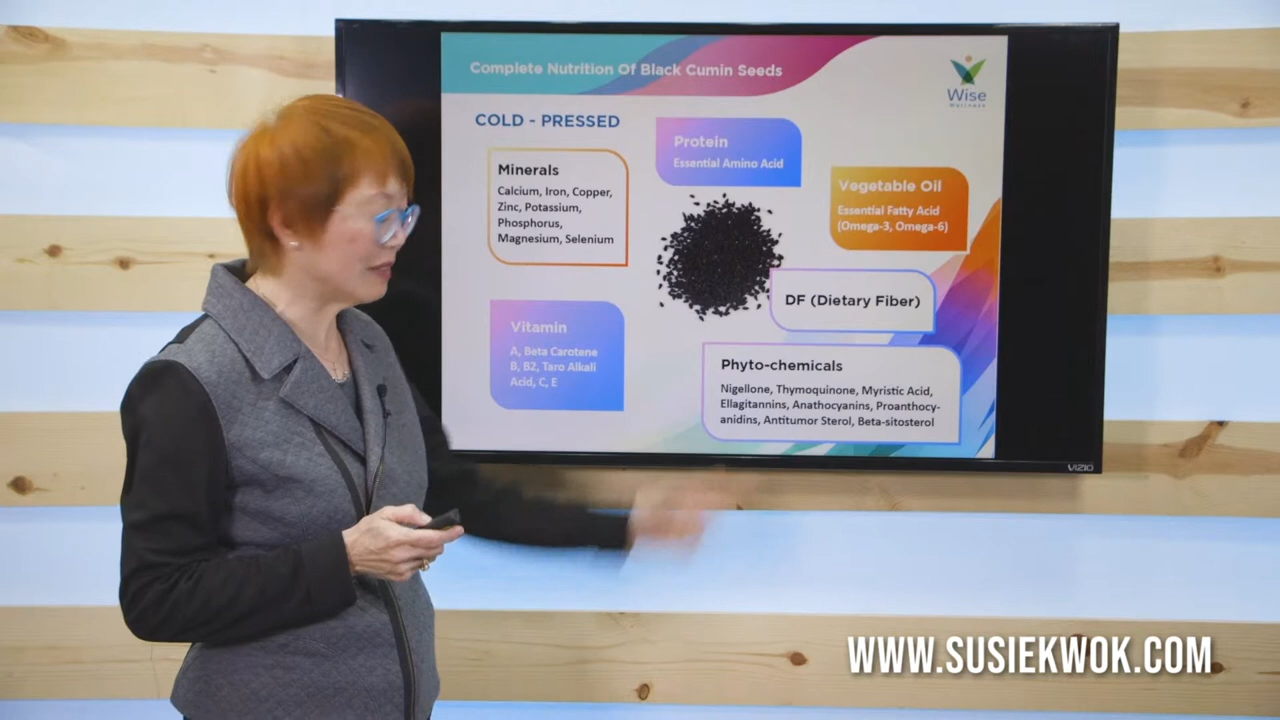 Complete Nutrition Of Black Cumin Seeds
Wise
Wellness
COLD - PRESSED
Protein
Essential Amino Acid
Minerals
Calcium, Iron, Copper,
Zinc, Potassium,
Phosphorus,
Magnesium, Selenium
Vegetable Oil
Essential Fatty Acid
(Omega-3, Omega-6)
DF (Dietary Fiber)
Vitamin
A, Beta Carotene
B, B2, Taro Alkali
Acid, C, E
Phyto-chemicals
Nigellone, Thymoquinone, Myristic Acid,
Ellagitannins, Anathocyanins, Proanthocy-
anidins, Antitumor Sterol, Beta-sitosterol
VIZIO
WWW.SUSIEKWOK.COM